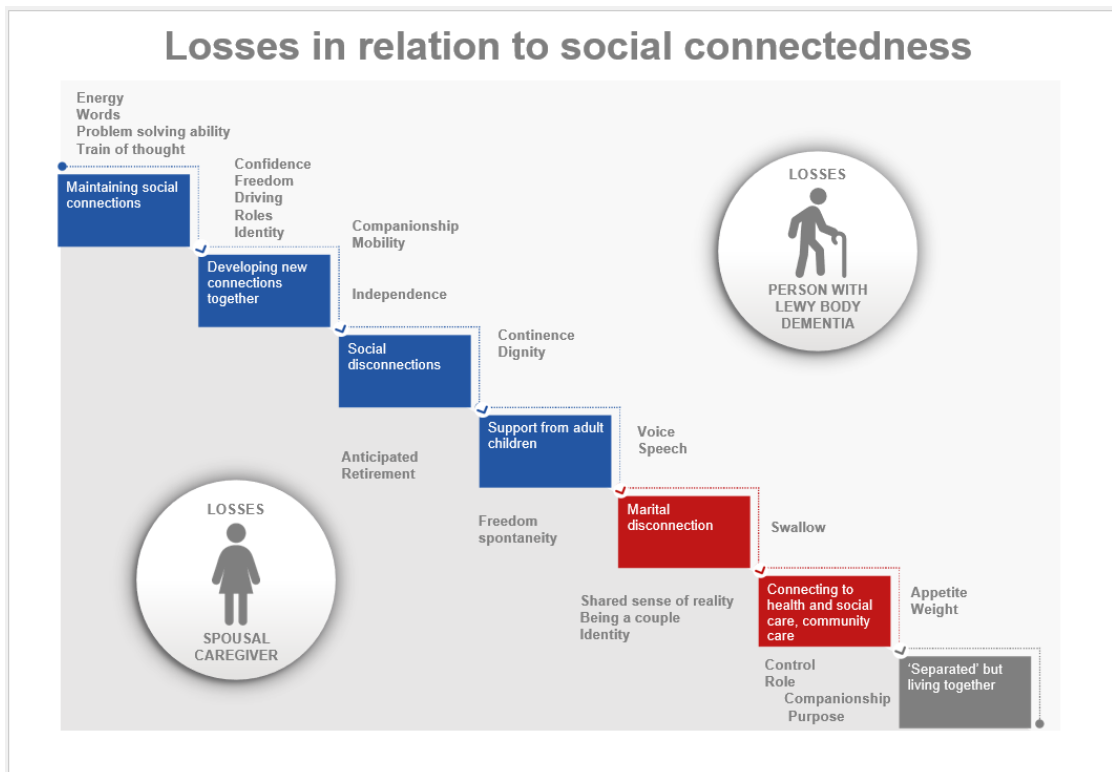 Losses in relation to social connectedness
Energy
Words
Problem solving ability
Train of thought
Maintaining social
connections
Confidence
Freedom
Driving
Roles
Identity
Developing new
connections
together
Companionship
Mobility
Independence
Social
disconnections
Continence
Dignity
Support from adult
children
Anticipated
Retirement
Voice
Speech
Marital
disconnection
Freedom
spontaneity
Swallow
Connecting to
health and social
care, community
care
Shared sense of reality
Being a couple
Identity
Appetite
Weight
'Separated' but
living together
Control
Role
Companionship
Purpose
LOSSES
PERSON WITH
LEWY BODY
DEMENTIA
LOSSES
SPOUSAL
CAREGIVER